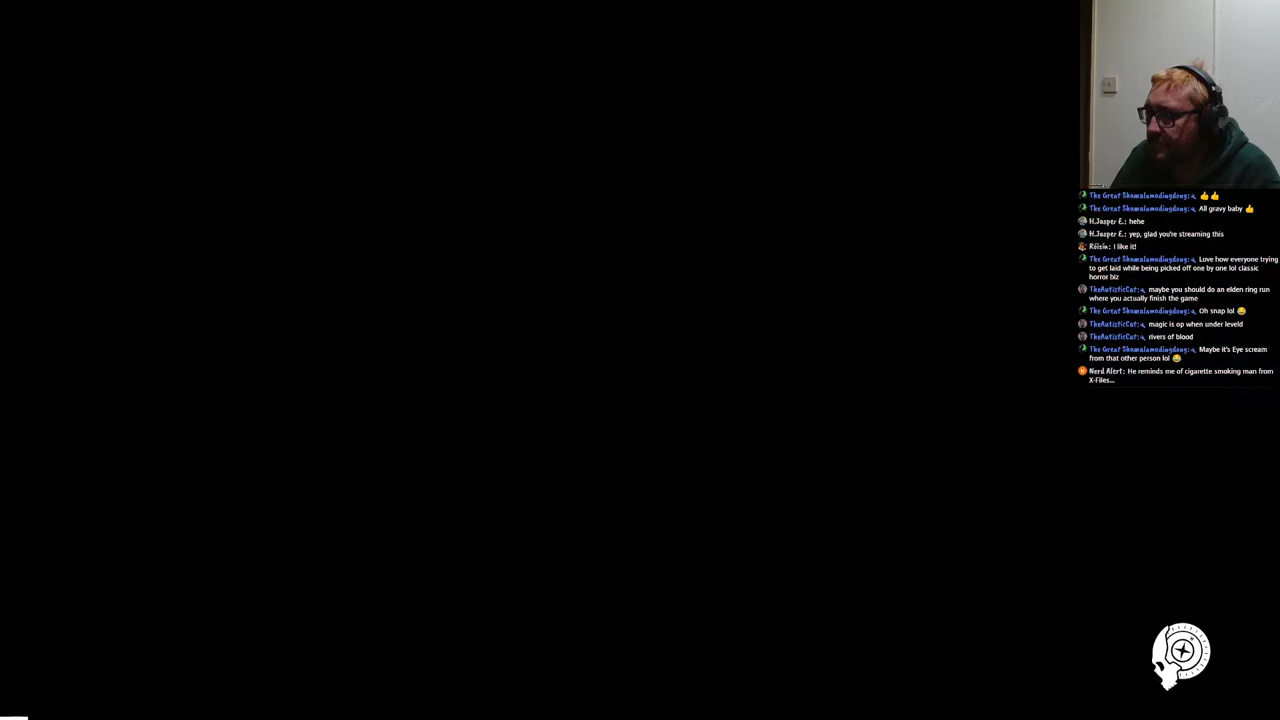 The Great Shamalamadingdong: 👍👍
The Great Shamalamadingdong: All gravy baby 👍
H.Jasper E.: hehe
H.Jasper E.: yep, glad you're streaming this
Róisín: I like it!
The Great Shamalamadingdong: Love how everyone trying
to get laid while being picked off one by one lol classic
horror biz
TheAutisticCat: maybe you should do an elden ring run
where you actually finish the game
The Great Shamalamadingdong: Oh snap lol 😂
TheAutisticCat: magic is op when under leveld
TheAutisticCat: rivers of blood
The Great Shamalamadingdong: Maybe it's Eye scream
from that other person lol 😂
Nerd Alert: He reminds me of cigarette smoking man from
X-Files...